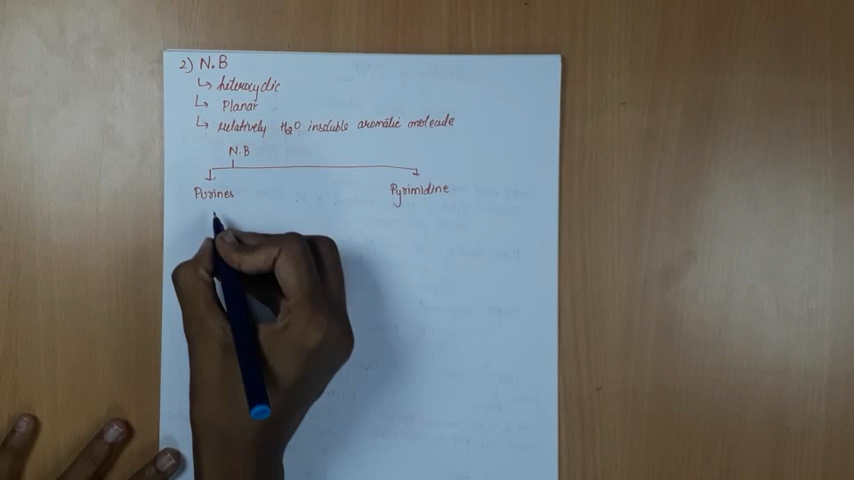 2) N.B
↳ heterocyclic
↳ Planar
↳ relatively H₂O insoluble aromatic molecule
N.B
Purines Pyrimidine